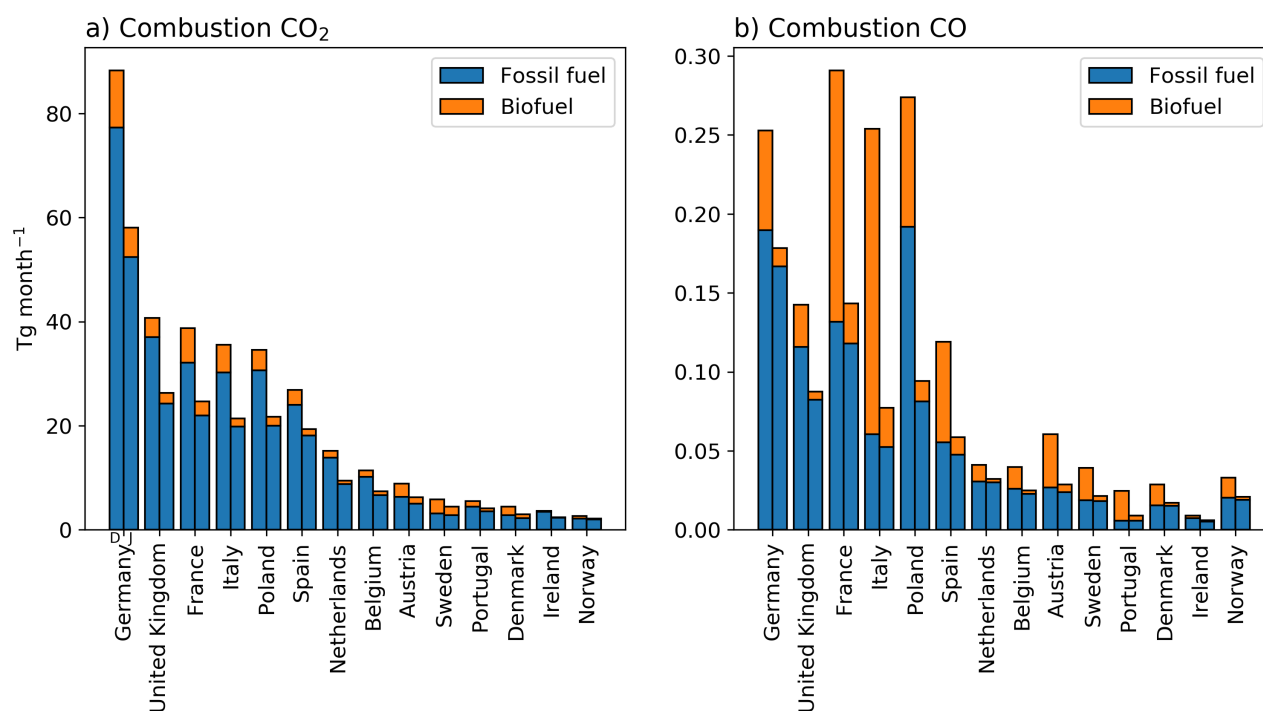 a) Combustion CO₂
Fossil fuel
Biofuel
Tg month⁻¹
80
60
40
20
0
D J
Germany
United Kingdom
France
Italy
Poland
Spain
Netherlands
Belgium
Austria
Sweden
Portugal
Denmark
Ireland
Norway
b) Combustion CO
Fossil fuel
Biofuel
0.30
0.25
0.20
0.15
0.10
0.05
0.00
Germany
United Kingdom
France
Italy
Poland
Spain
Netherlands
Belgium
Austria
Sweden
Portugal
Denmark
Ireland
Norway